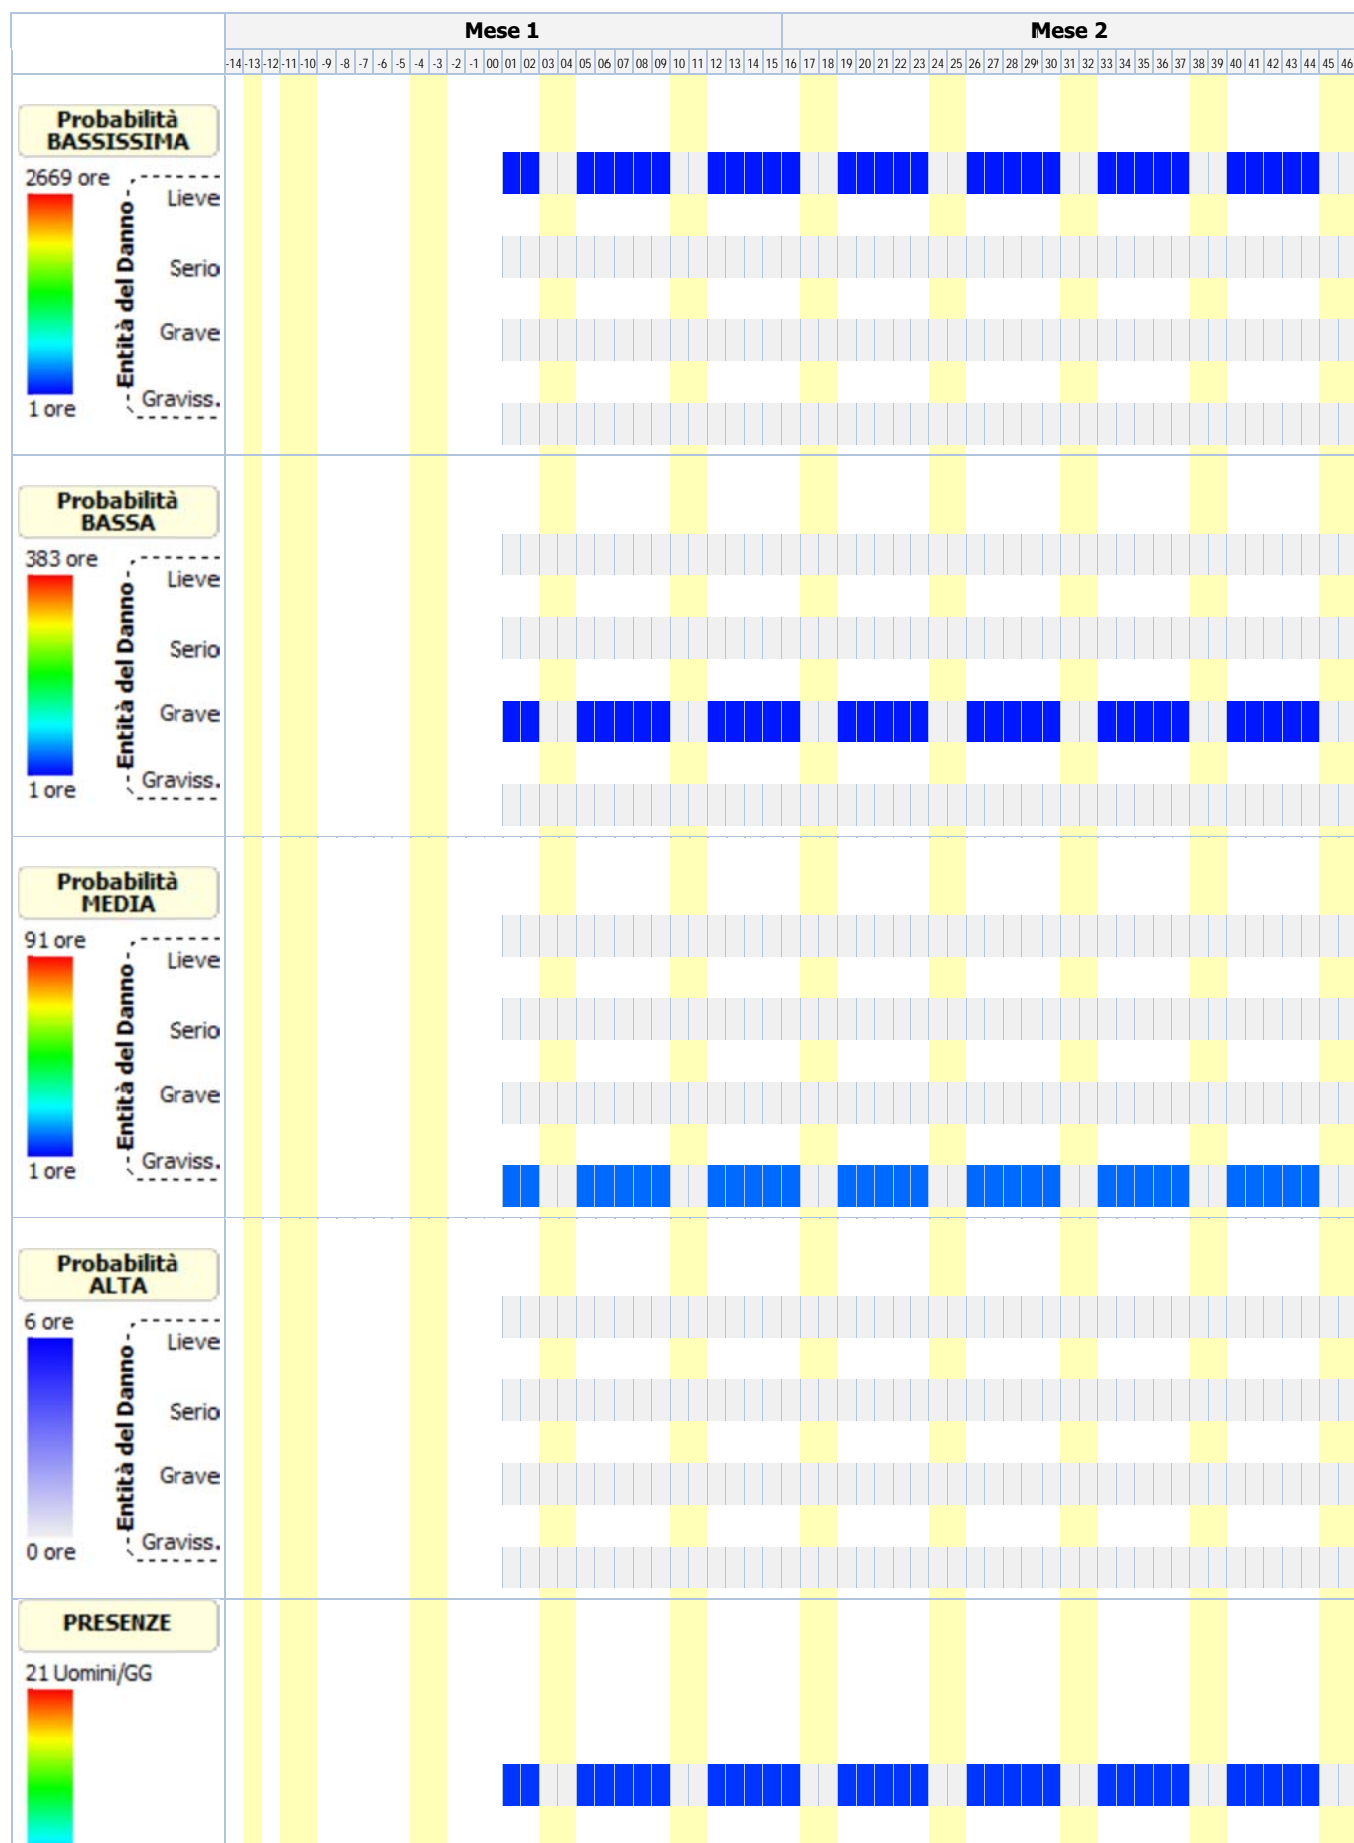 Mese 1 Mese 2
-14 -13 -12 -11 -10 -9 -8 -7 -6 -5 -4 -3 -2 -1 00 01 02 03 04 05 06 07 08 09 10 11 12 13 14 15 16 17 18 19 20 21 22 23 24 25 26 27 28 29 30 31 32 33 34 35 36 37 38 39 40 41 42 43 44 45 46
Probabilità
BASSISSIMA
2669 ore
Entità del Danno
Lieve
Serio
Grave
Graviss.
1 ore
Probabilità
BASSA
383 ore
Entità del Danno
Lieve
Serio
Grave
Graviss.
1 ore
Probabilità
MEDIA
91 ore
Entità del Danno
Lieve
Serio
Grave
Graviss.
1 ore
Probabilità
ALTA
6 ore
Entità del Danno
Lieve
Serio
Grave
Graviss.
0 ore
PRESENZE
21 Uomini/GG